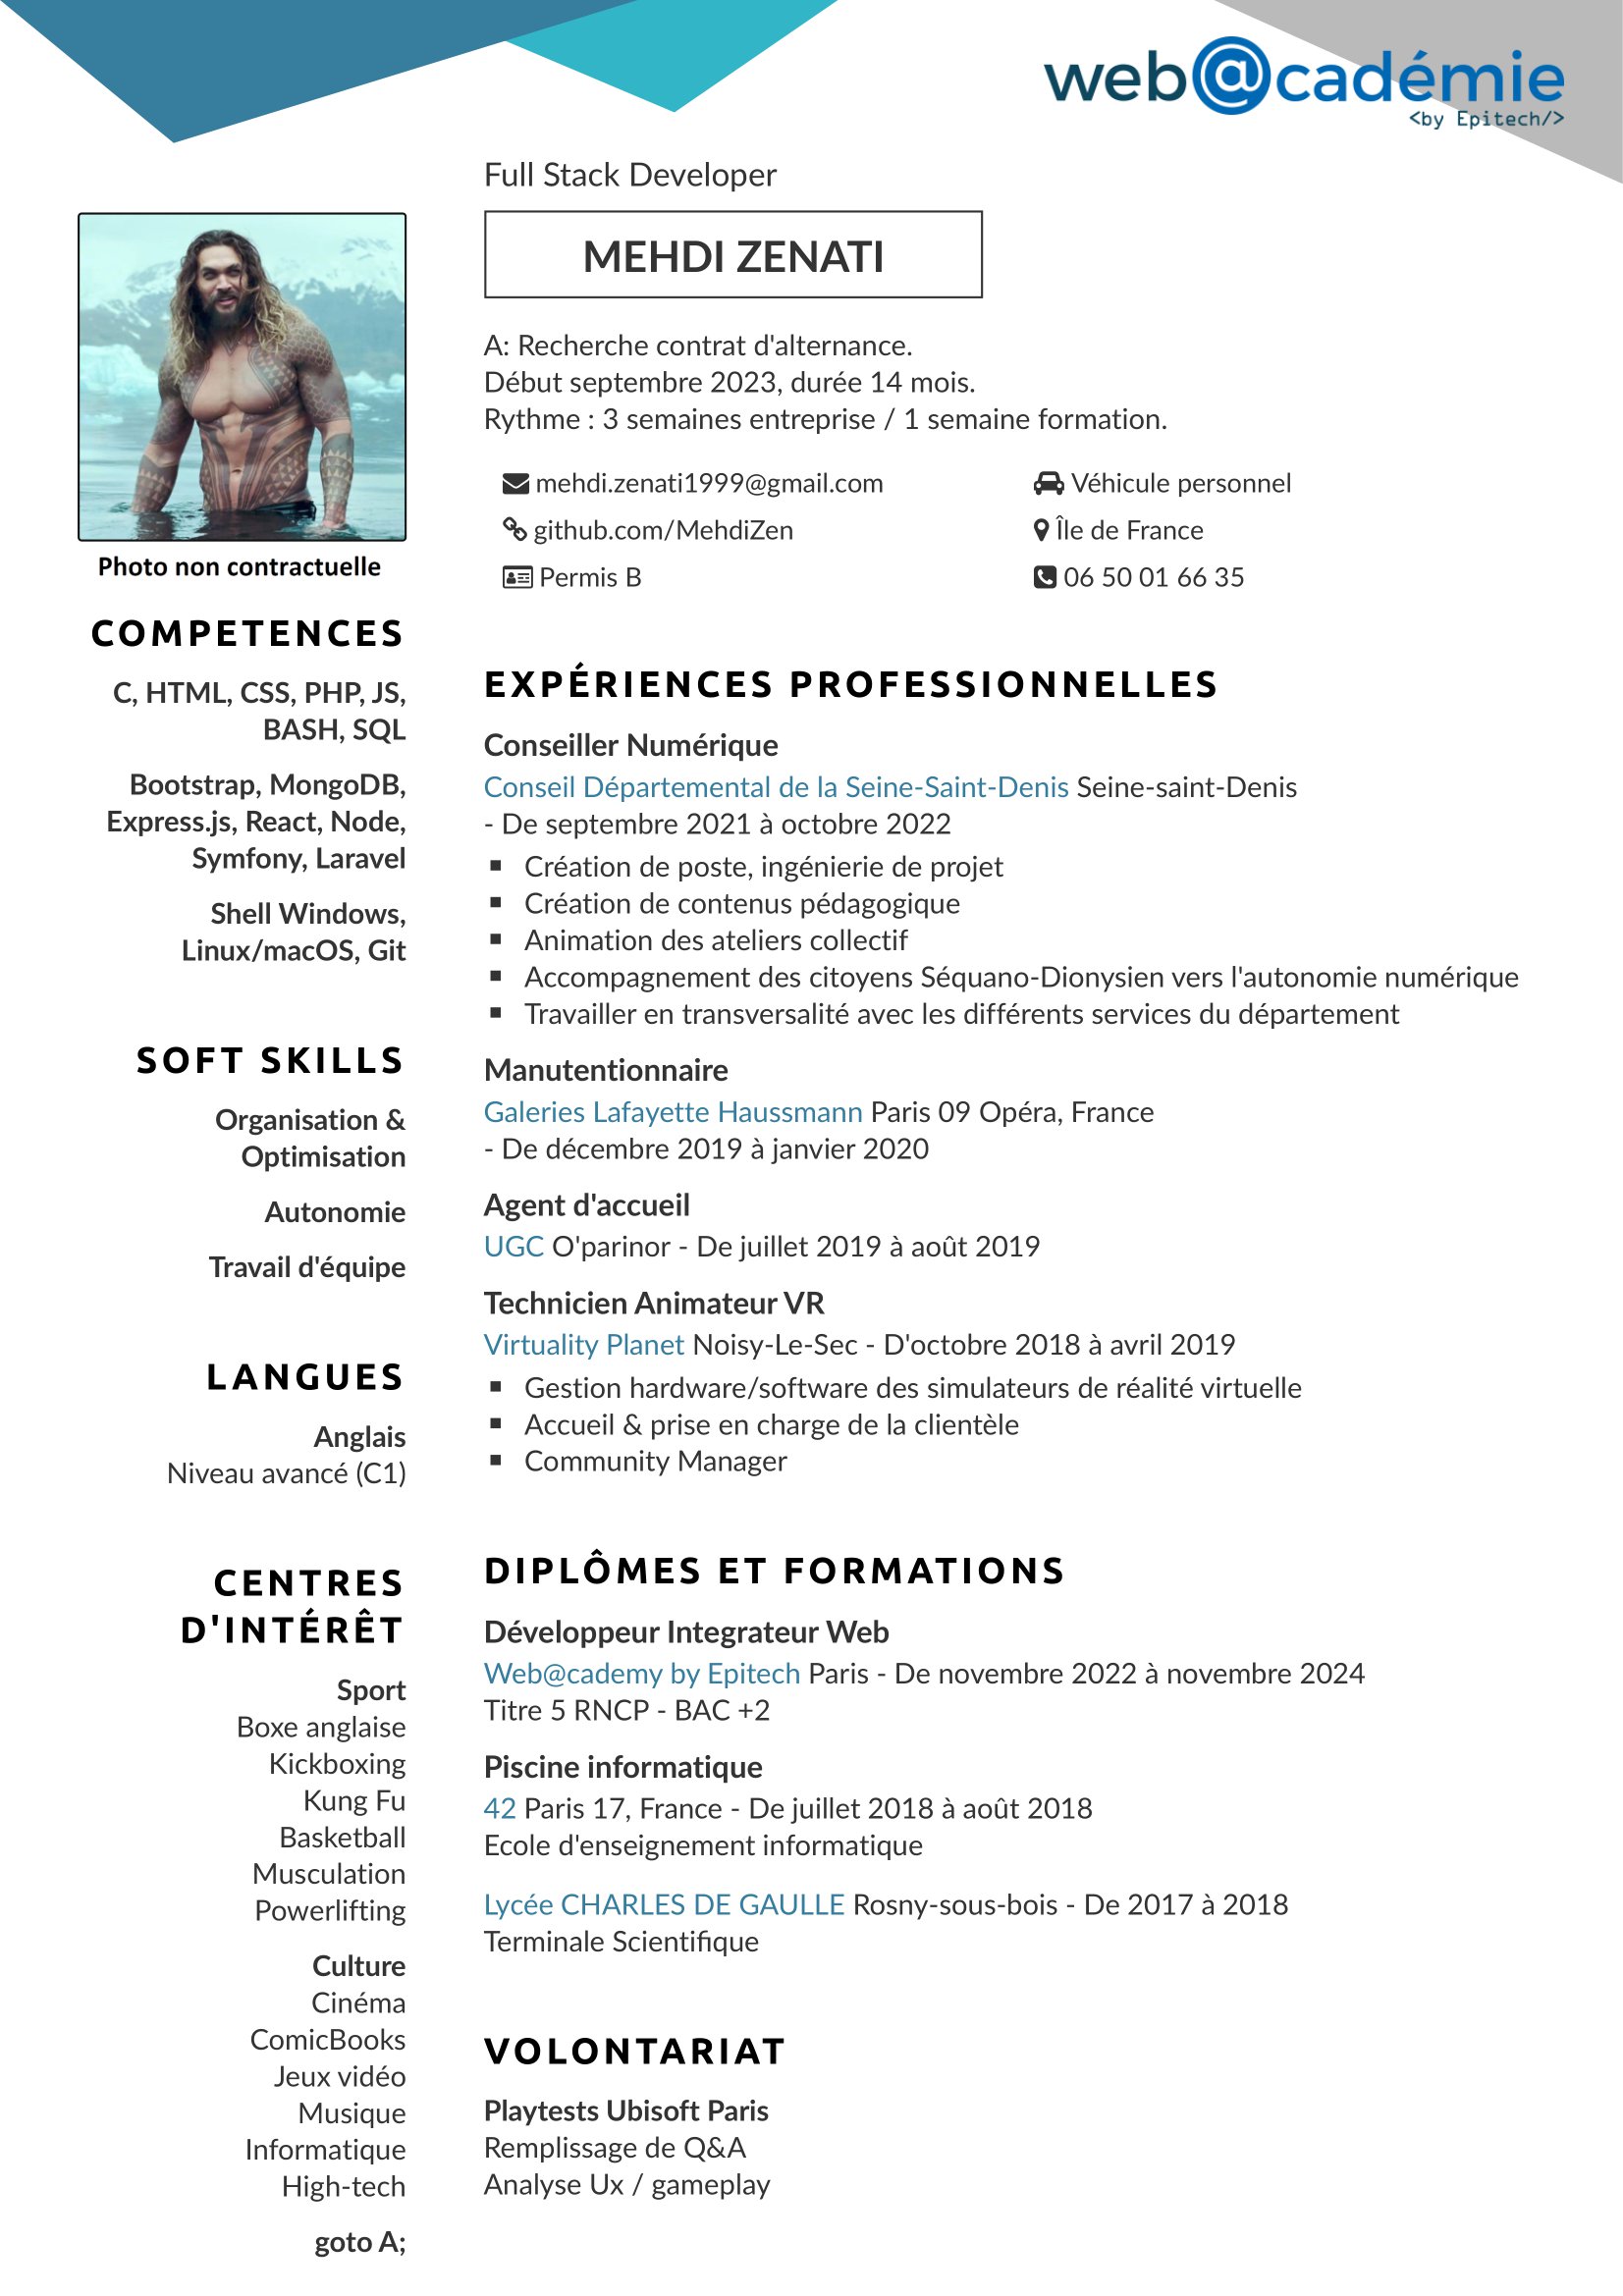 web@cadémie
<by Epitech/>
Full Stack Developer
MEHDI ZENATI
A: Recherche contrat d'alternance.
Début septembre 2023, durée 14 mois.
Rythme : 3 semaines entreprise / 1 semaine formation.
mehdi.zenati1999@gmail.com
Véhicule personnel
github.com/MehdiZen
Île de France
Permis B
06 50 01 66 35
Photo non contractuelle
COMPETENCES
C, HTML, CSS, PHP, JS,
BASH, SQL
Bootstrap, MongoDB,
Express.js, React, Node,
Symfony, Laravel
Shell Windows,
Linux/macOS, Git
SOFT SKILLS
Organisation &
Optimisation
Autonomie
Travail d'équipe
LANGUES
Anglais
Niveau avancé (C1)
CENTRES
D'INTÉRÊT
Sport
Boxe anglaise
Kickboxing
Kung Fu
Basketball
Musculation
Powerlifting
Culture
Cinéma
ComicBooks
Jeux vidéo
Musique
Informatique
High-tech
goto A;
EXPÉRIENCES PROFESSIONNELLES
Conseiller Numérique
Conseil Départemental de la Seine-Saint-Denis Seine-saint-Denis
- De septembre 2021 à octobre 2022
▪ Création de poste, ingénierie de projet
▪ Création de contenus pédagogique
▪ Animation des ateliers collectif
▪ Accompagnement des citoyens Séquano-Dionysien vers l'autonomie numérique
▪ Travailler en transversalité avec les différents services du département
Manutentionnaire
Galeries Lafayette Haussmann Paris 09 Opéra, France
- De décembre 2019 à janvier 2020
Agent d'accueil
UGC O'parinor - De juillet 2019 à août 2019
Technicien Animateur VR
Virtuality Planet Noisy-Le-Sec - D'octobre 2018 à avril 2019
▪ Gestion hardware/software des simulateurs de réalité virtuelle
▪ Accueil & prise en charge de la clientèle
▪ Community Manager
DIPLÔMES ET FORMATIONS
Développeur Integrateur Web
Web@cademy by Epitech Paris - De novembre 2022 à novembre 2024
Titre 5 RNCP - BAC +2
Piscine informatique
42 Paris 17, France - De juillet 2018 à août 2018
Ecole d'enseignement informatique
Lycée CHARLES DE GAULLE Rosny-sous-bois - De 2017 à 2018
Terminale Scientifique
VOLONTARIAT
Playtests Ubisoft Paris
Remplissage de Q&A
Analyse Ux / gameplay